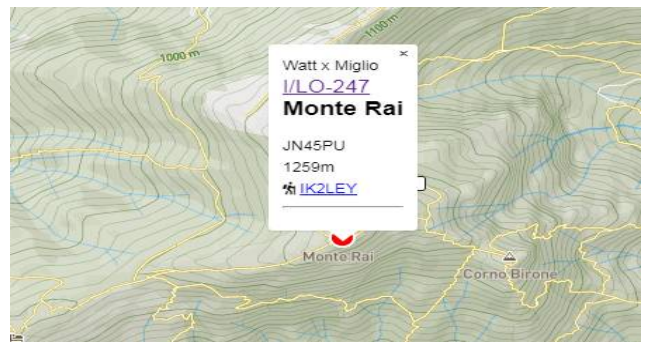 1100 m
1000 m
×
Watt x Miglio
I/LO-247
Monte Rai
JN45PU
1259m
IK2LEY
Monte Rai
Corno Birone